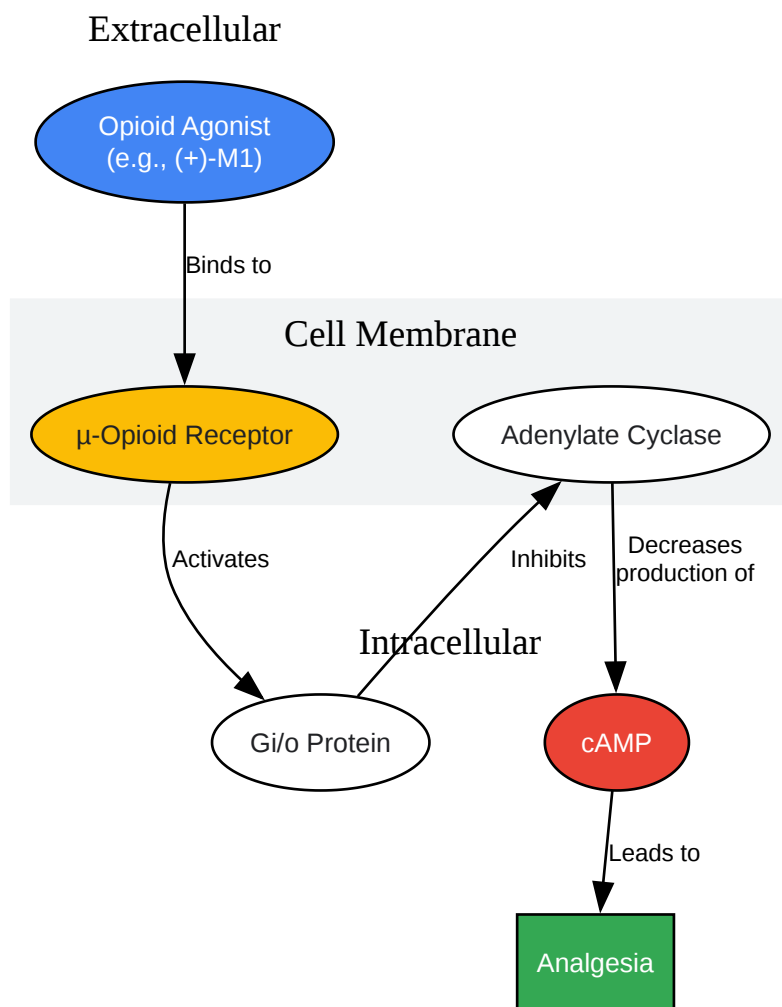 Extracellular
Opioid Agonist
(e.g., (+)-M1)
Binds to
Cell Membrane
µ-Opioid Receptor
Adenylate Cyclase
Activates
Inhibits
Decreases
production of
Intracellular
Gi/o Protein
cAMP
Leads to
Analgesia